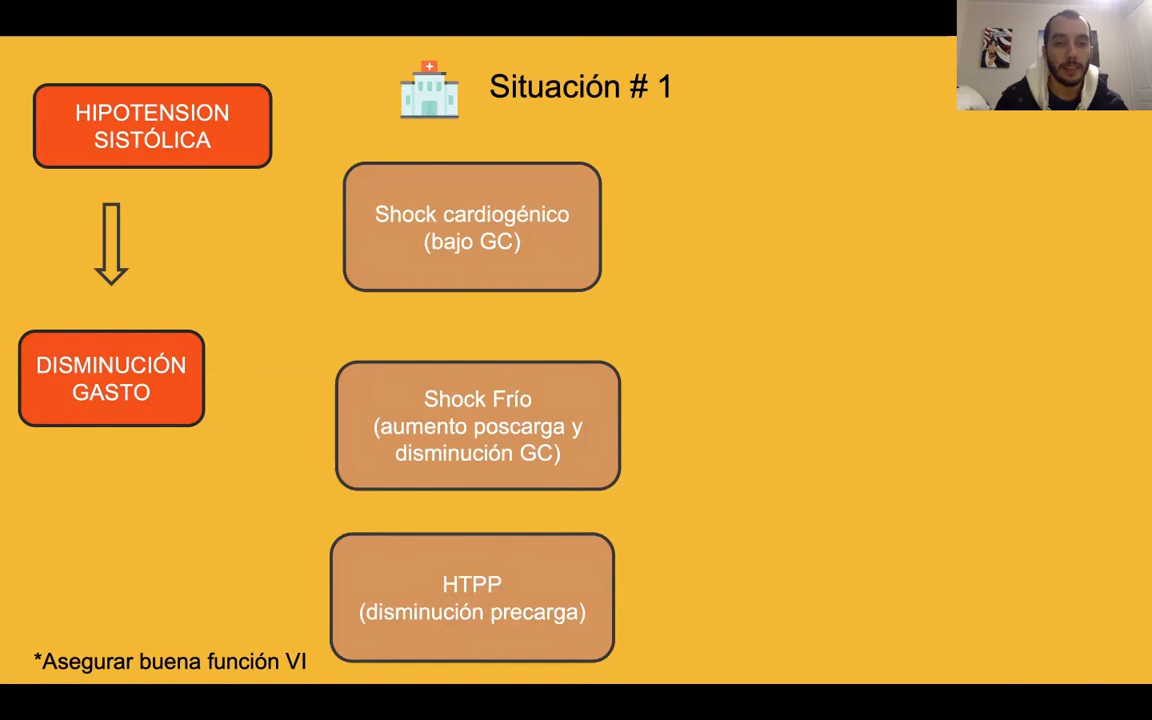 Situación # 1
HIPOTENSION
SISTÓLICA
DISMINUCIÓN
GASTO
Shock cardiogénico
(bajo GC)
Shock Frío
(aumento poscarga y
disminución GC)
HTPP
(disminución precarga)
*Asegurar buena función VI